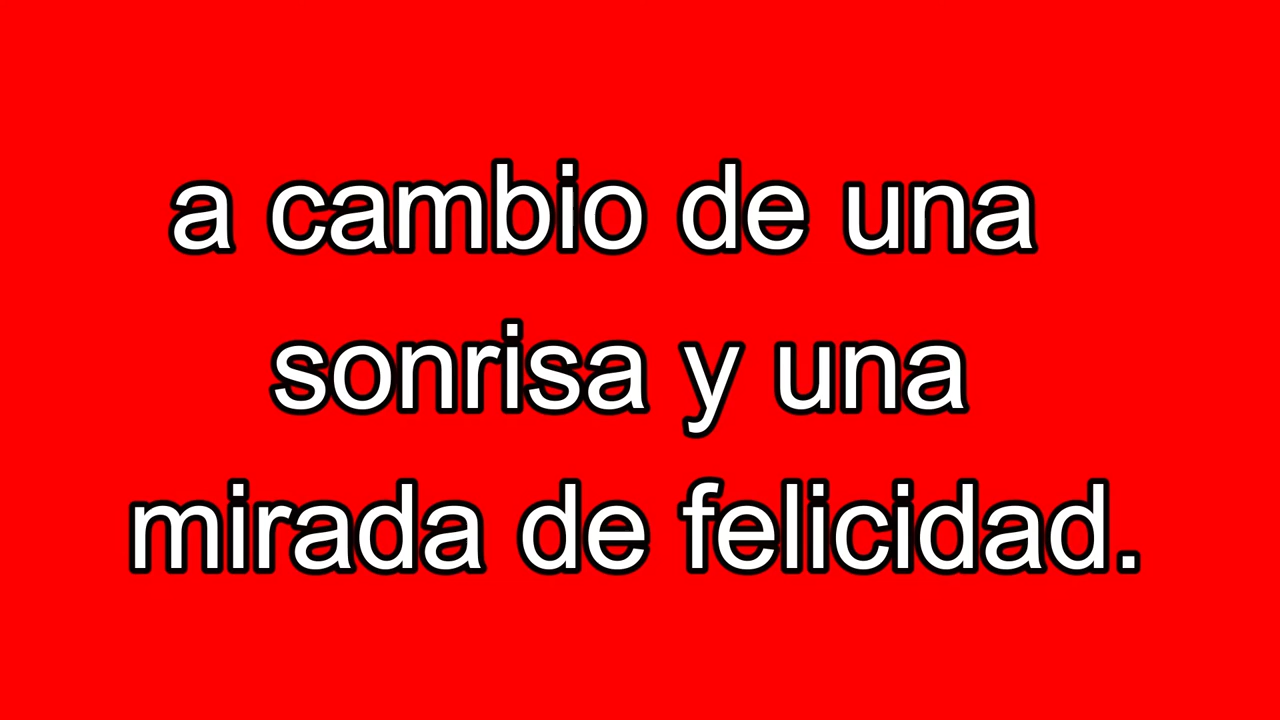 a cambio de una
sonrisa y una
mirada de felicidad.